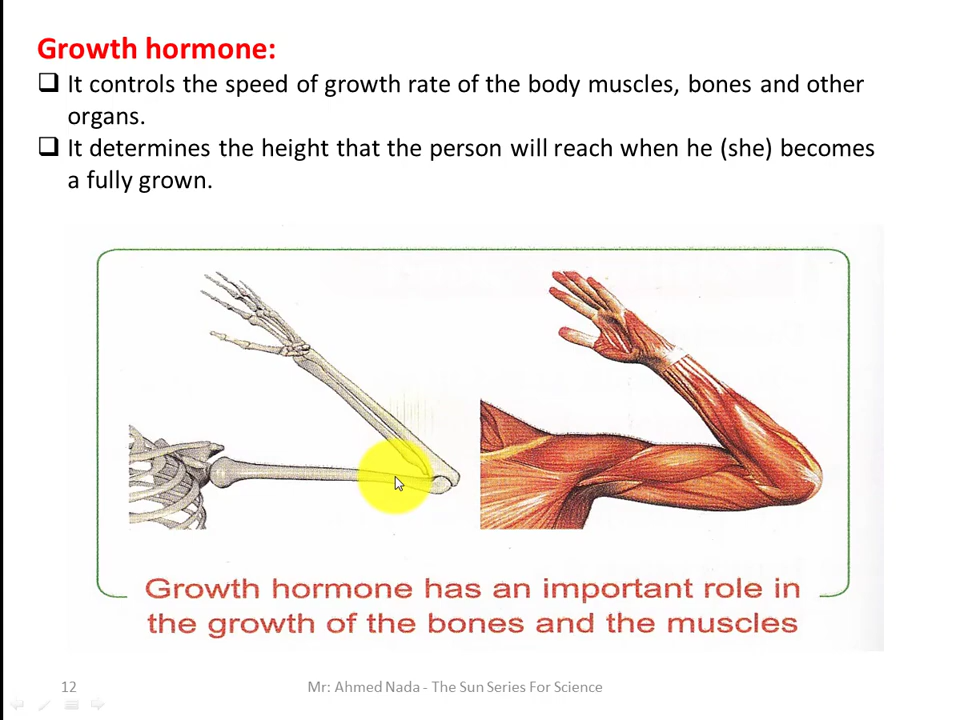 Growth hormone:
It controls the speed of growth rate of the body muscles, bones and other
organs.
It determines the height that the person will reach when he (she) becomes
a fully grown.
Growth hormone has an important role in
the growth of the bones and the muscles
12
Mr: Ahmed Nada - The Sun Series For Science